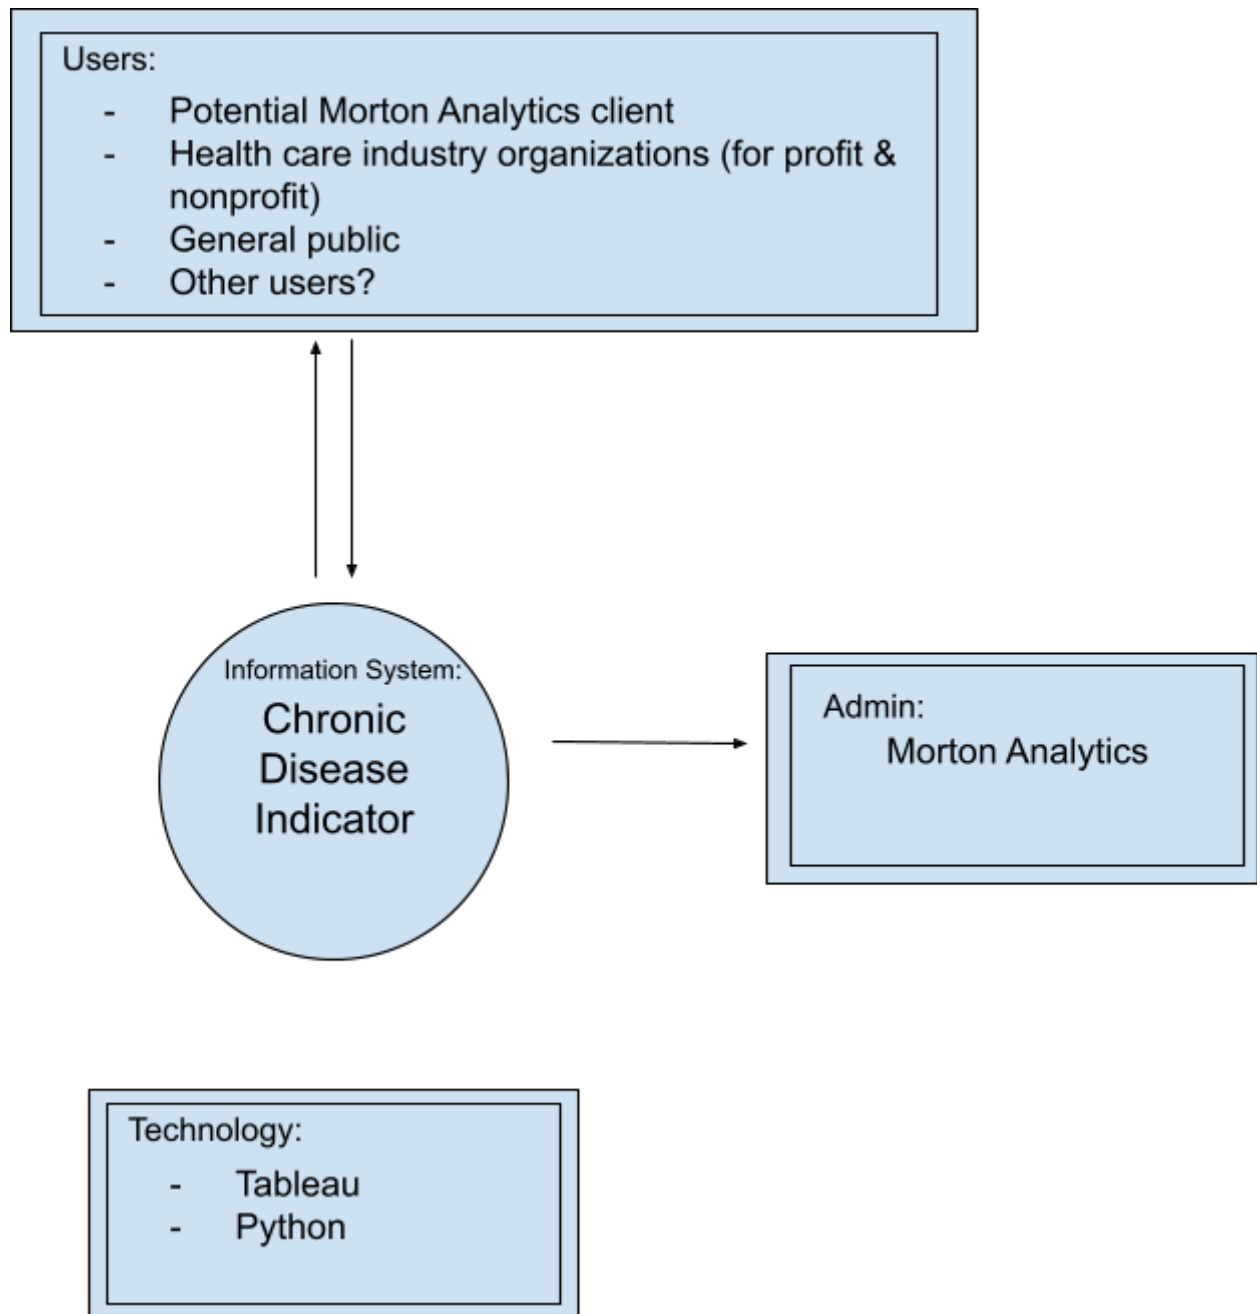 Users:
- Potential Morton Analytics client
- Health care industry organizations (for profit &
nonprofit)
- General public
- Other users?
Information System:
Chronic
Disease
Indicator
Admin:
Morton Analytics
Technology:
- Tableau
- Python